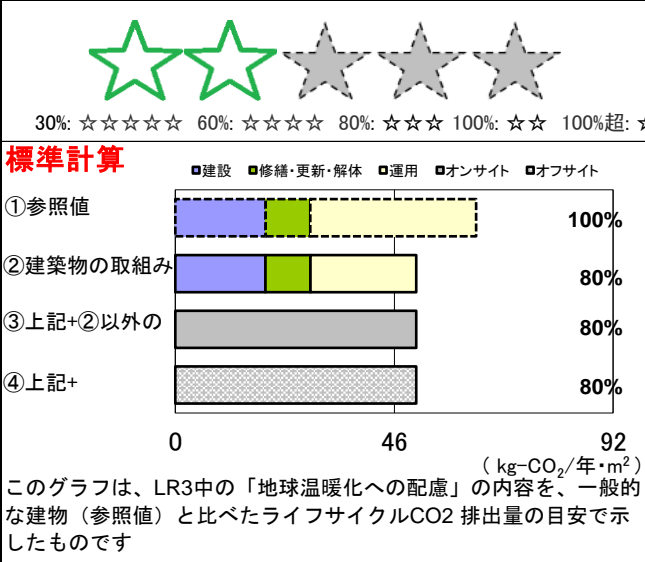 30%: ☆☆☆☆☆ 60%: ☆☆☆☆ 80%: ☆☆☆ 100%: ☆☆ 100%超: ☆
標準計算
■建設 ■修繕・更新・解体 ■運用 ■オンサイト ■オフサイト
①参照値 100%
②建築物の取組み 80%
③上記+②以外の 80%
④上記+ 80%
0 46 92
( kg-CO₂/年・m² )
このグラフは、LR3中の「地球温暖化への配慮」の内容を、一般的
な建物（参照値）と比べたライフサイクルCO2 排出量の目安で示
したものです